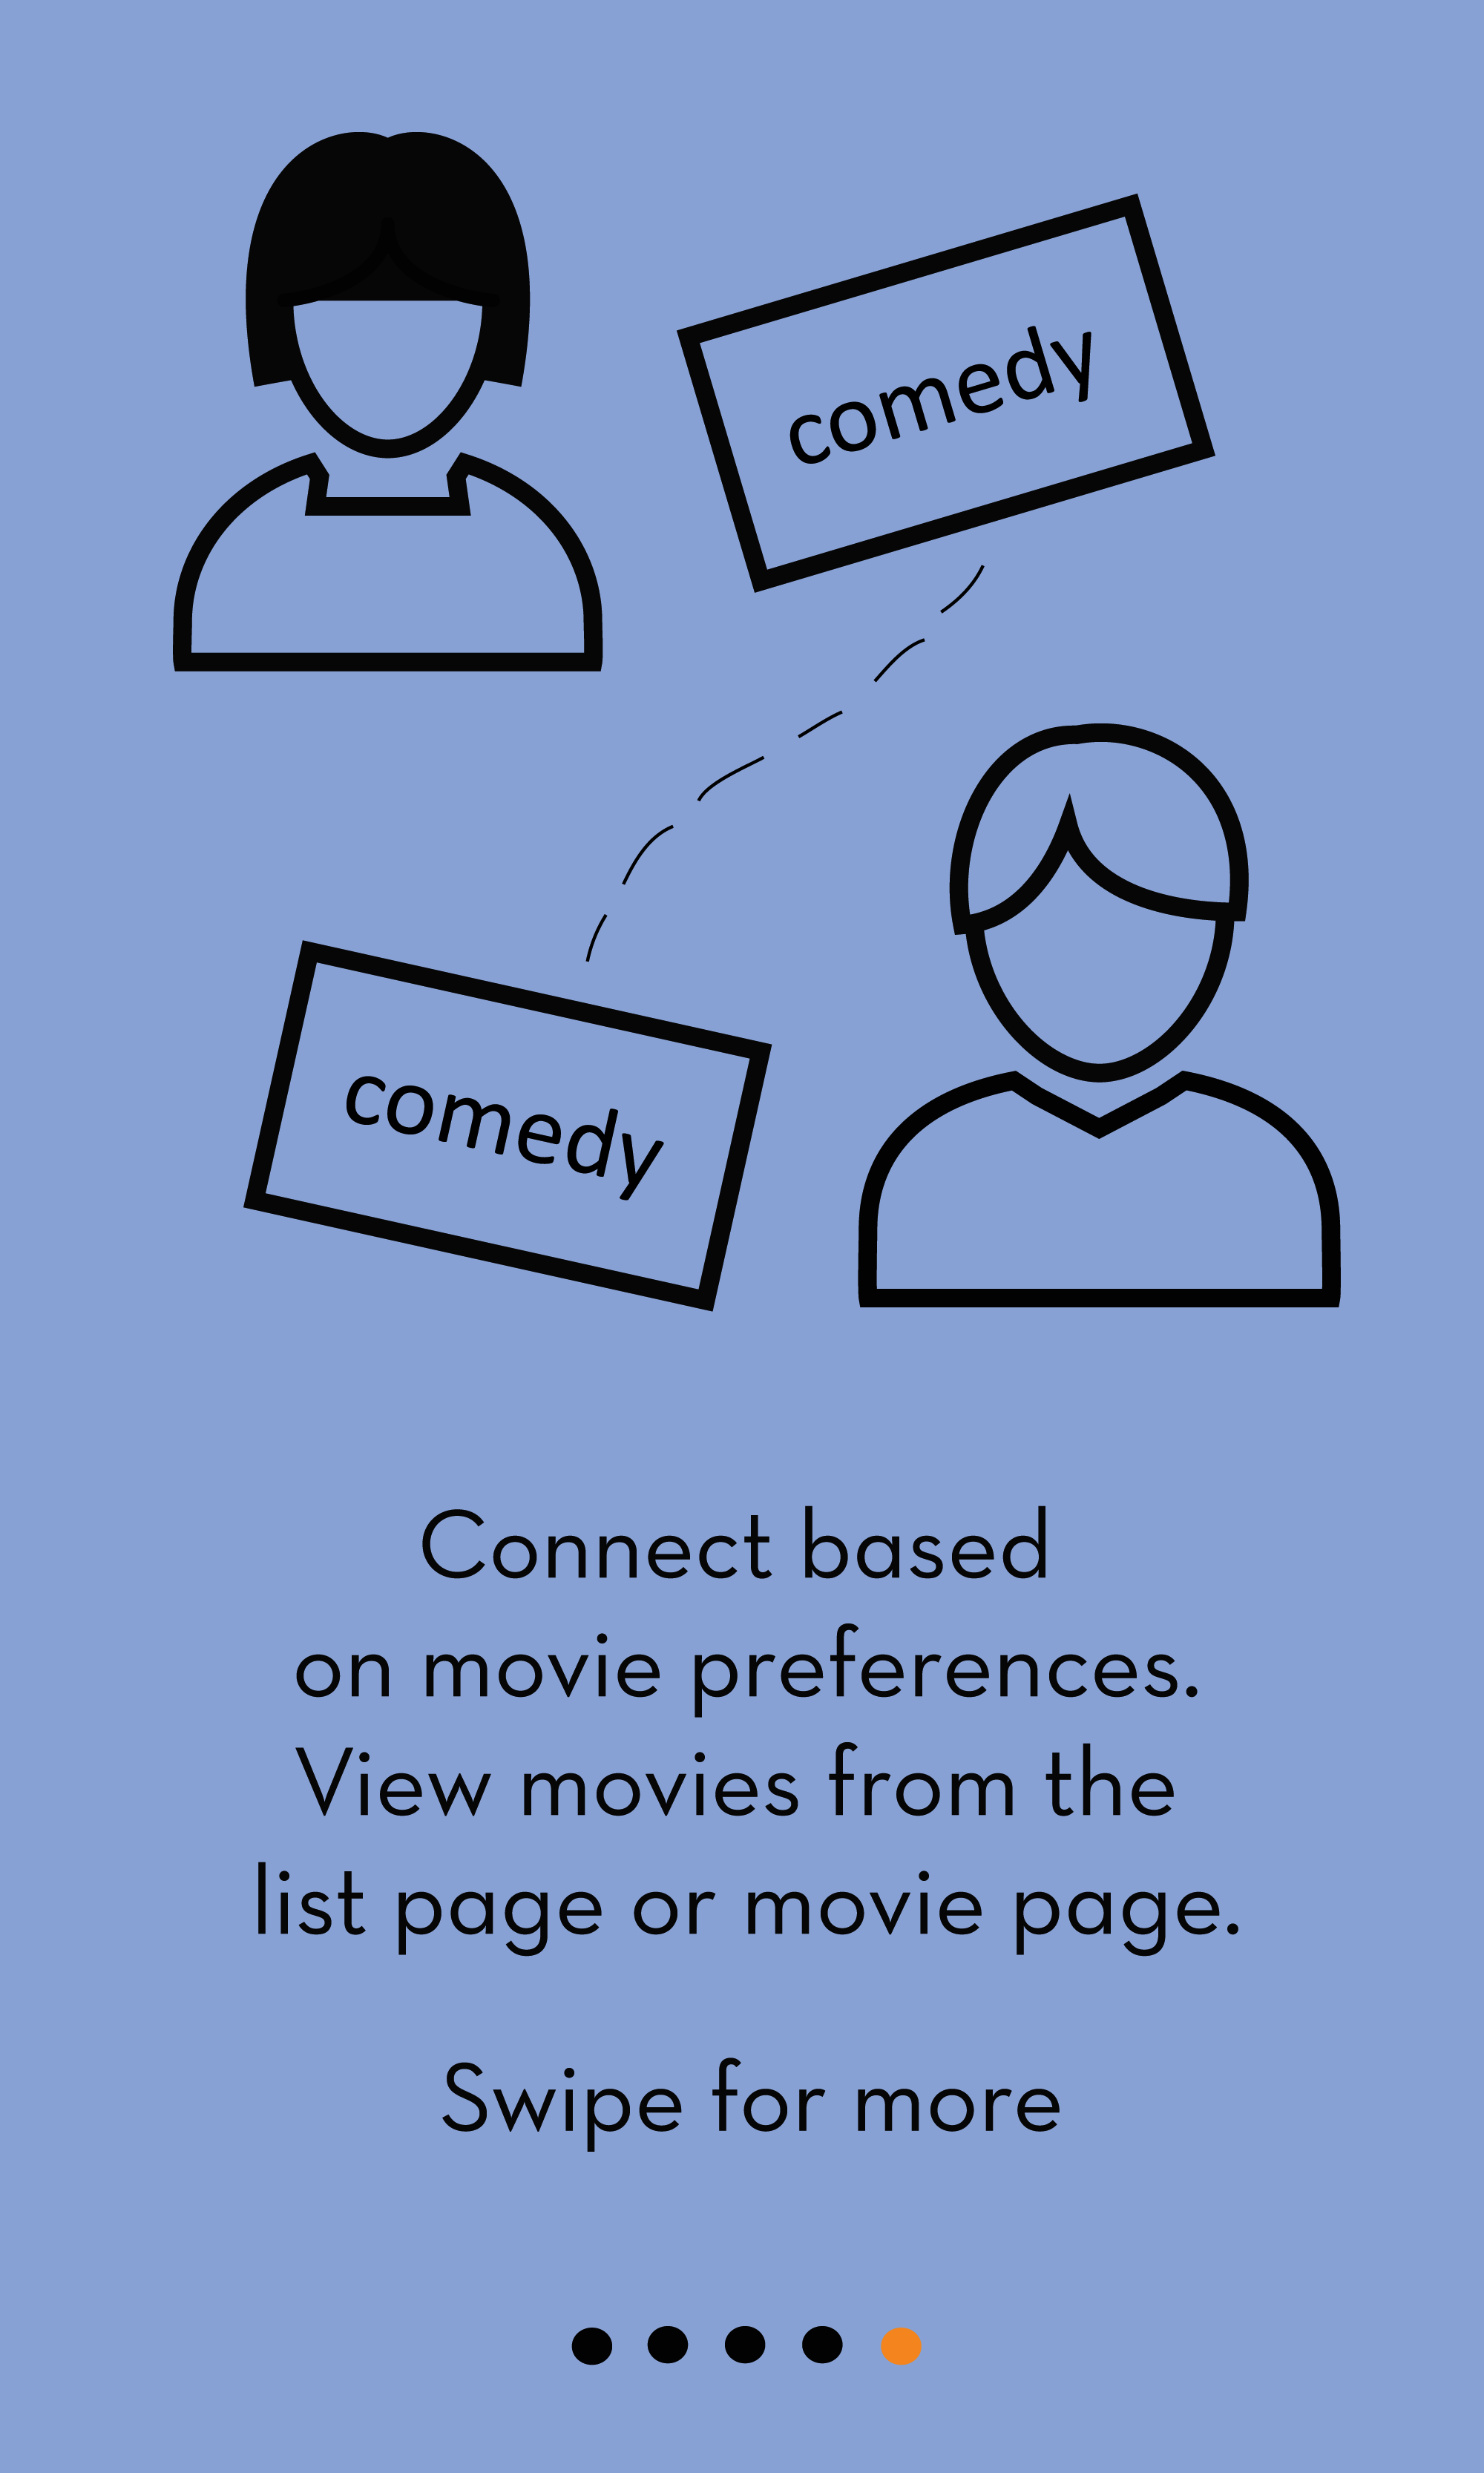 comedy
comedy
Connect based
on movie preferences.
View movies from the
list page or movie page.
Swipe for more